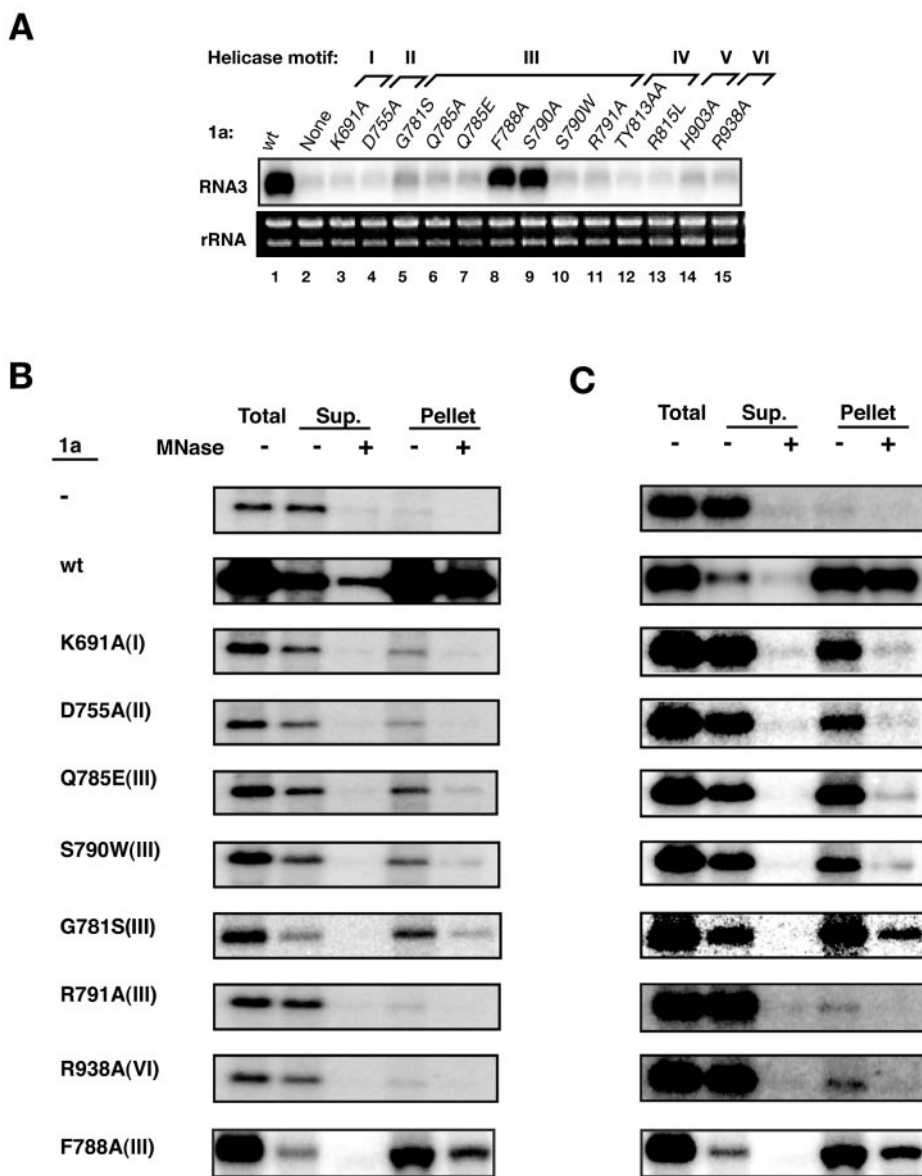 A
Helicase motif: I II III IV V VI
1a: wt None K691A D755A G781S Q785A Q785E F788A S790A S790W R791A TY813AA R815L H903A R938A
RNA3
rRNA
1 2 3 4 5 6 7 8 9 10 11 12 13 14 15
B
Total Sup. Pellet
1a MNase - - + - +
-
wt
K691A(I)
D755A(II)
Q785E(III)
S790W(III)
G781S(III)
R791A(III)
R938A(VI)
F788A(III)
C
Total Sup. Pellet
- - + - +